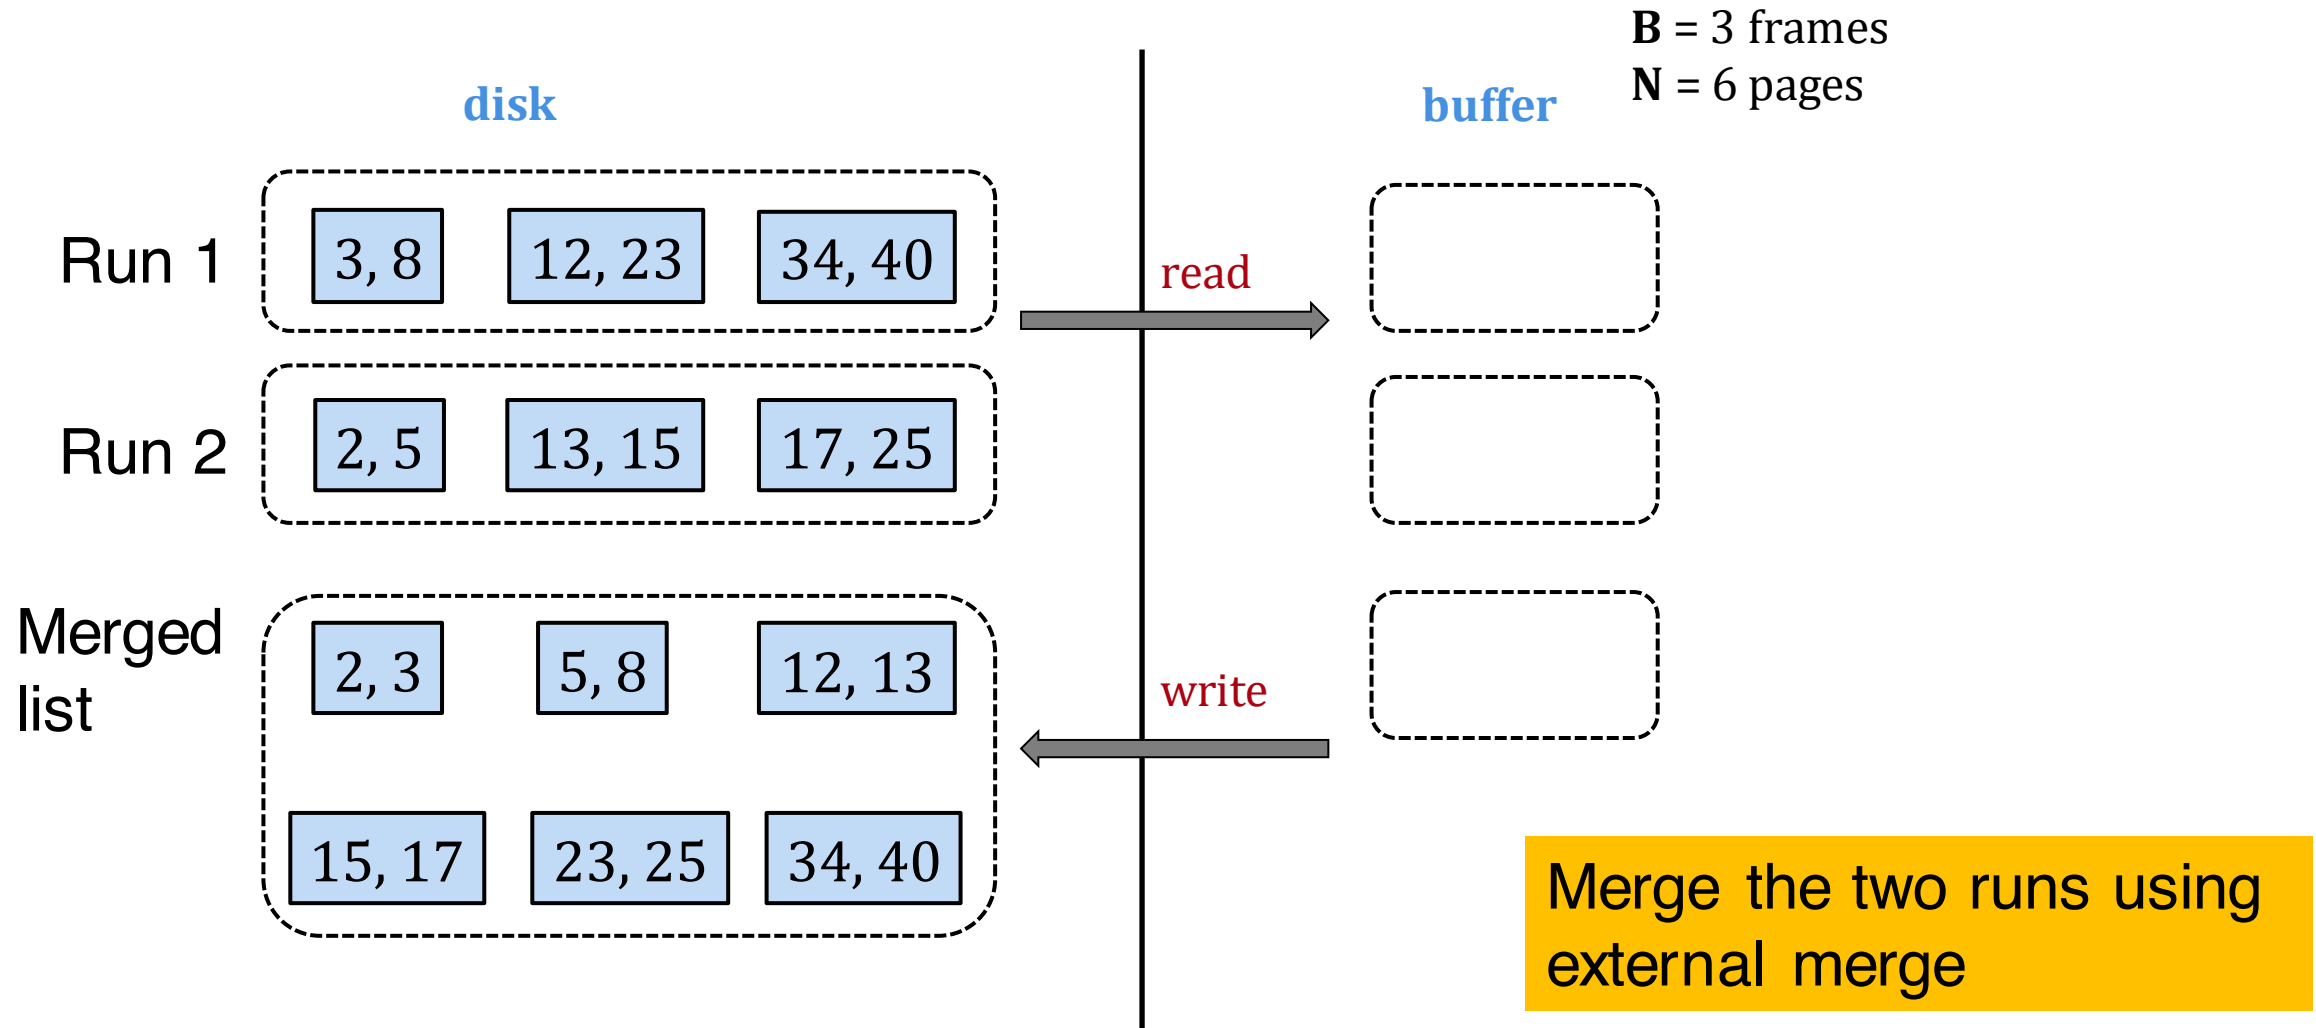 B = 3 frames
N = 6 pages
disk
buffer
Run 1
3, 8
12, 23
34, 40
read
Run 2
2, 5
13, 15
17, 25
Merged
list
2, 3
5, 8
12, 13
write
15, 17
23, 25
34, 40
Merge the two runs using
external merge